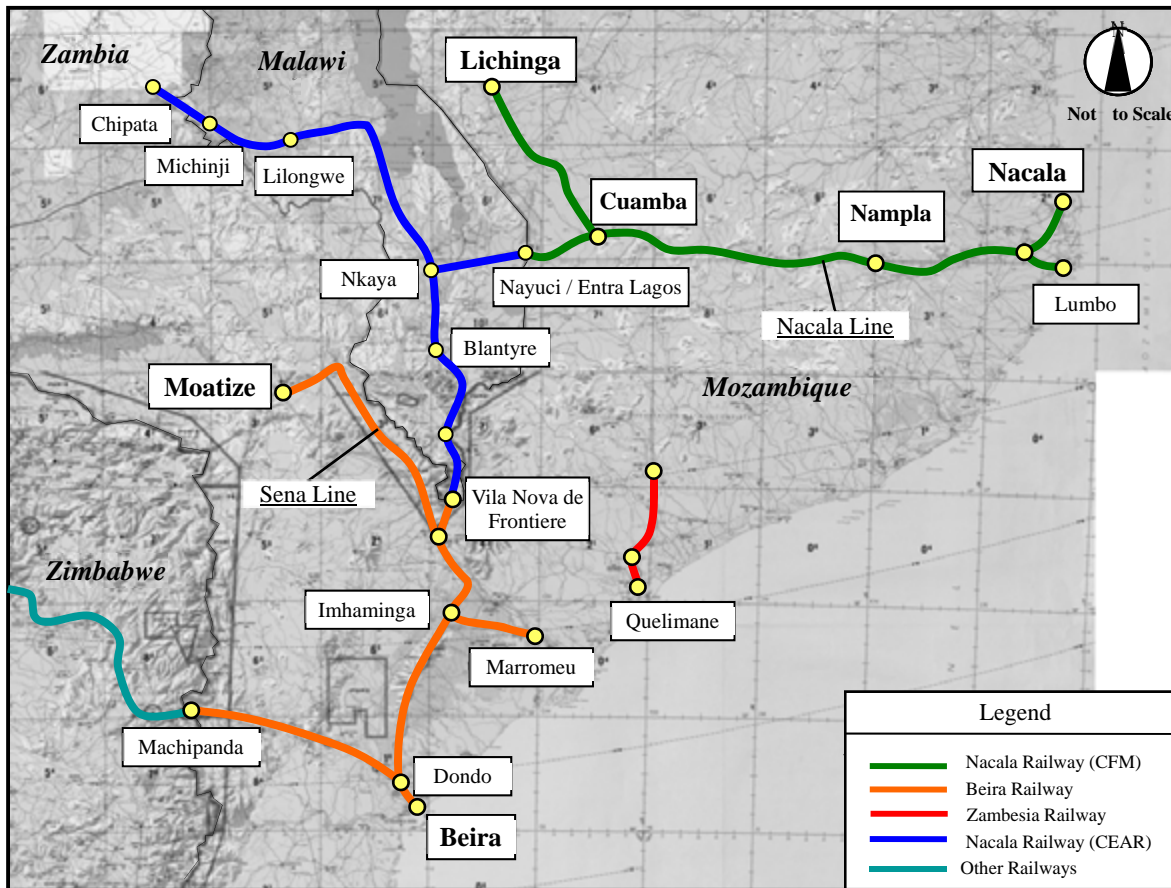 Zambia
Malawi
Lichinga
N
Not to Scale
Chipata
Michinji
Lilongwe
Nacala
Cuamba
Nampla
Nkaya
Nayuci / Entra Lagos
Lumbo
Nacala Line
Blantyre
Moatize
Mozambique
Sena Line
Vila Nova de
Frontiere
Zimbabwe
Imhaminga
Quelimane
Marromeu
Machipanda
Dondo
Beira
Legend
Nacala Railway (CFM)
Beira Railway
Zambesia Railway
Nacala Railway (CEAR)
Other Railways